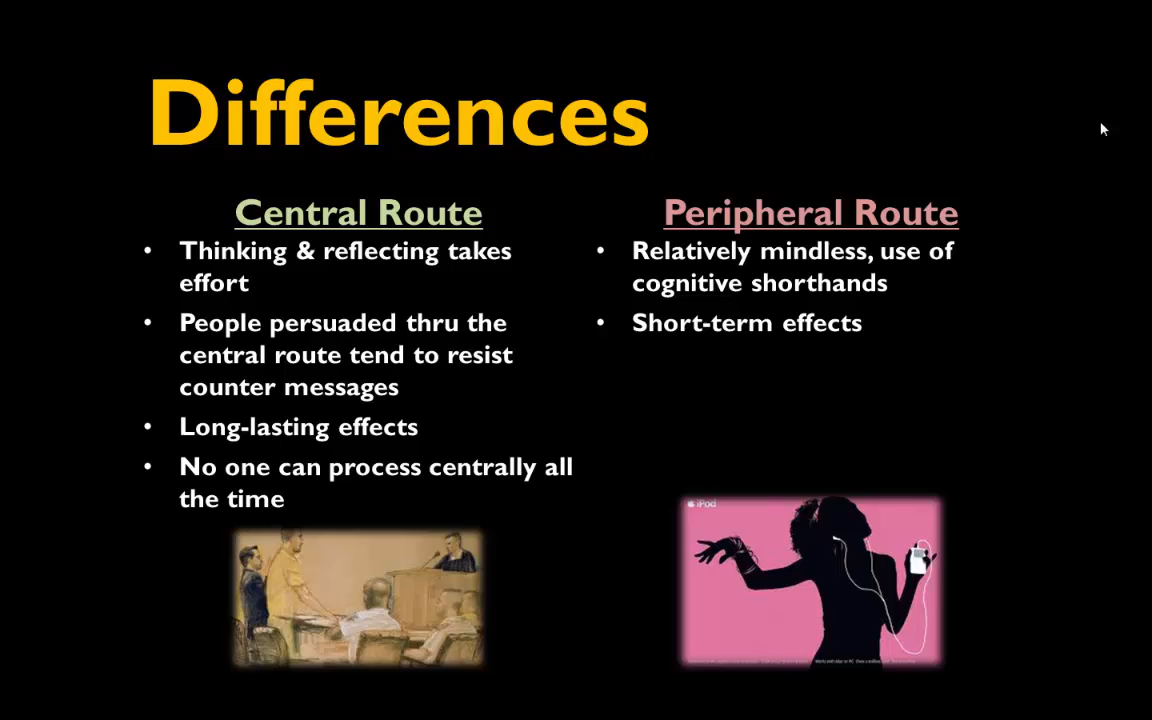 Differences
Central Route
• Thinking & reflecting takes
effort
• People persuaded thru the
central route tend to resist
counter messages
• Long-lasting effects
• No one can process centrally all
the time
Peripheral Route
• Relatively mindless, use of
cognitive shorthands
• Short-term effects
iPod